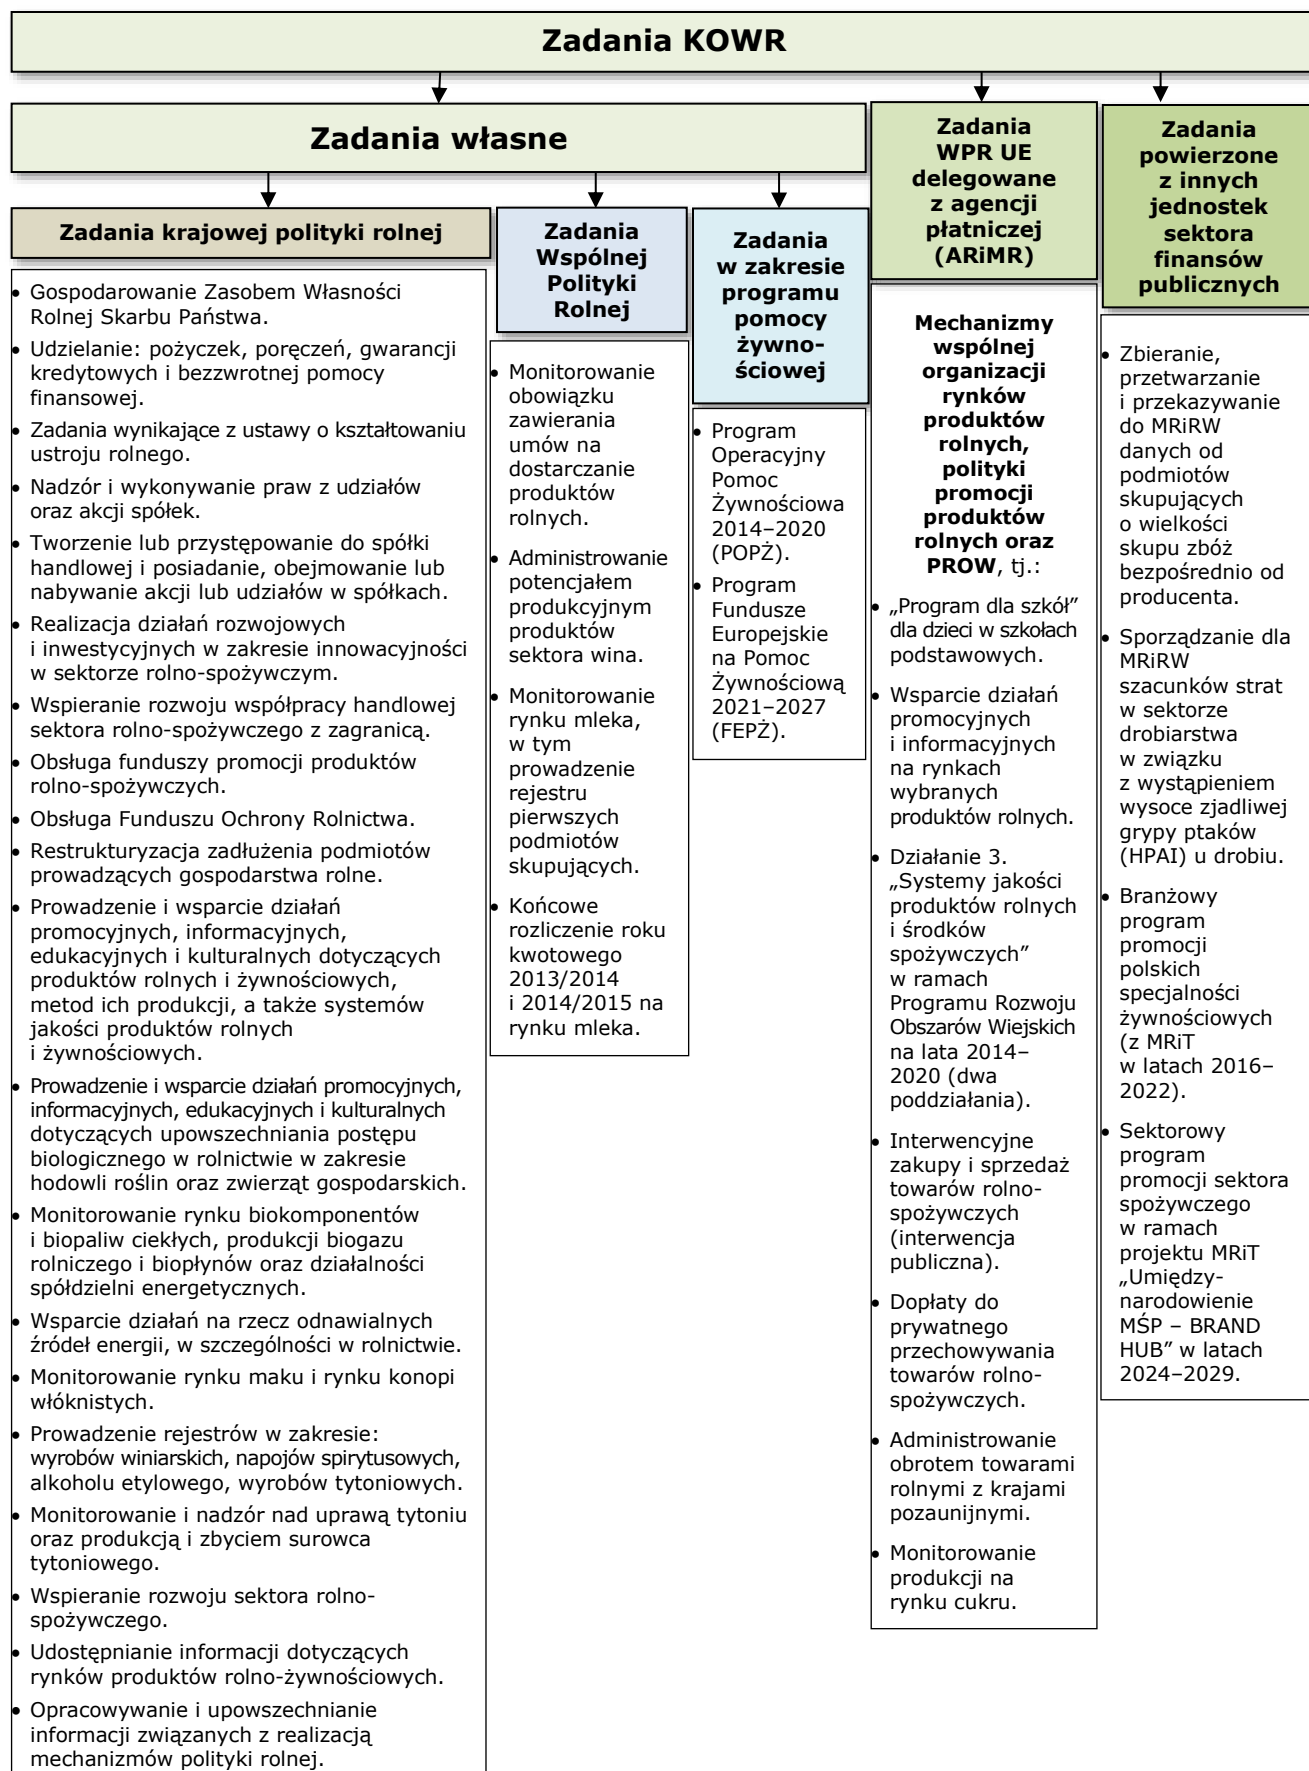 Zadania KOWR
Zadania własne
Zadania krajowej polityki rolnej
• Gospodarowanie Zasobem Własności
Rolnej Skarbu Państwa.
• Udzielanie: pożyczek, poręczeń, gwarancji
kredytowych i bezzwrotnej pomocy
finansowej.
• Zadania wynikające z ustawy o kształtowaniu
ustroju rolnego.
• Nadzór i wykonywanie praw z udziałów
oraz akcji spółek.
• Tworzenie lub przystępowanie do spółki
handlowej i posiadanie, obejmowanie lub
nabywanie akcji lub udziałów w spółkach.
• Realizacja działań rozwojowych
i inwestycyjnych w zakresie innowacyjności
w sektorze rolno-spożywczym.
• Wspieranie rozwoju współpracy handlowej
sektora rolno-spożywczego z zagranicą.
• Obsługa funduszy promocji produktów
rolno-spożywczych.
• Obsługa Funduszu Ochrony Rolnictwa.
• Restrukturyzacja zadłużenia podmiotów
prowadzących gospodarstwa rolne.
• Prowadzenie i wsparcie działań
promocyjnych, informacyjnych,
edukacyjnych i kulturalnych dotyczących
produktów rolnych i żywnościowych,
metod ich produkcji, a także systemów
jakości produktów rolnych
i żywnościowych.
• Prowadzenie i wsparcie działań promocyjnych,
informacyjnych, edukacyjnych i kulturalnych
dotyczących upowszechniania postępu
biologicznego w rolnictwie w zakresie
hodowli roślin oraz zwierząt gospodarskich.
• Monitorowanie rynku biokomponentów
i biopaliw ciekłych, produkcji biogazu
rolniczego i biopłynów oraz działalności
spółdzielni energetycznych.
• Wsparcie działań na rzecz odnawialnych
źródeł energii, w szczególności w rolnictwie.
• Monitorowanie rynku maku i rynku konopi
włóknistych.
• Prowadzenie rejestrów w zakresie:
wyrobów winiarskich, napojów spirytusowych,
alkoholu etylowego, wyrobów tytoniowych.
• Monitorowanie i nadzór nad uprawą tytoniu
oraz produkcją i zbyciem surowca
tytoniowego.
• Wspieranie rozwoju sektora rolno-
spożywczego.
• Udostępnianie informacji dotyczących
rynków produktów rolno-żywnościowych.
• Opracowywanie i upowszechnianie
informacji związanych z realizacją
mechanizmów polityki rolnej.
Zadania
Wspólnej
Polityki
Rolnej
• Monitorowanie
obowiązku
zawierania
umów na
dostarczanie
produktów
rolnych.
• Administrowanie
potencjałem
produkcyjnym
produktów
sektora wina.
• Monitorowanie
rynku mleka,
w tym
prowadzenie
rejestru
pierwszych
podmiotów
skupujących.
• Końcowe
rozliczenie roku
kwotowego
2013/2014
i 2014/2015 na
rynku mleka.
Zadania
w zakresie
programu
pomocy
żywno-
ściowej
• Program
Operacyjny
Pomoc
Żywnościowa
2014–2020
(POPŻ).
• Program
Fundusze
Europejskie
na Pomoc
Żywnościową
2021–2027
(FEPŻ).
Zadania
WPR UE
delegowane
z agencji
płatniczej
(ARiMR)
Mechanizmy
wspólnej
organizacji
rynków
produktów
rolnych,
polityki
promocji
produktów
rolnych oraz
PROW, tj.:
• „Program dla szkół”
dla dzieci w szkołach
podstawowych.
• Wsparcie działań
promocyjnych
i informacyjnych
na rynkach
wybranych
produktów rolnych.
• Działanie 3.
„Systemy jakości
produktów rolnych
i środków
spożywczych”
w ramach
Programu Rozwoju
Obszarów Wiejskich
na lata 2014–
2020 (dwa
poddziałania).
• Interwencyjne
zakupy i sprzedaż
towarów rolno-
spożywczych
(interwencja
publiczna).
• Dopłaty do
prywatnego
przechowywania
towarów rolno-
spożywczych.
• Administrowanie
obrotem towarami
rolnymi z krajami
pozaunijnymi.
• Monitorowanie
produkcji na
rynku cukru.
Zadania
powierzone
z innych
jednostek
sektora
finansów
publicznych
• Zbieranie,
przetwarzanie
i przekazywanie
do MRiRW
danych od
podmiotów
skupujących
o wielkości
skupu zbóż
bezpośrednio od
producenta.
• Sporządzanie dla
MRiRW
szacunków strat
w sektorze
drobiarstwa
w związku
z wystąpieniem
wysoce zjadliwej
grypy ptaków
(HPAI) u drobiu.
• Branżowy
program
promocji
polskich
specjalności
żywnościowych
(z MRiT
w latach 2016–
2022).
• Sektorowy
program
promocji sektora
spożywczego
w ramach
projektu MRiT
„Umiędzy-
narodowienie
MŚP – BRAND
HUB” w latach
2024–2029.